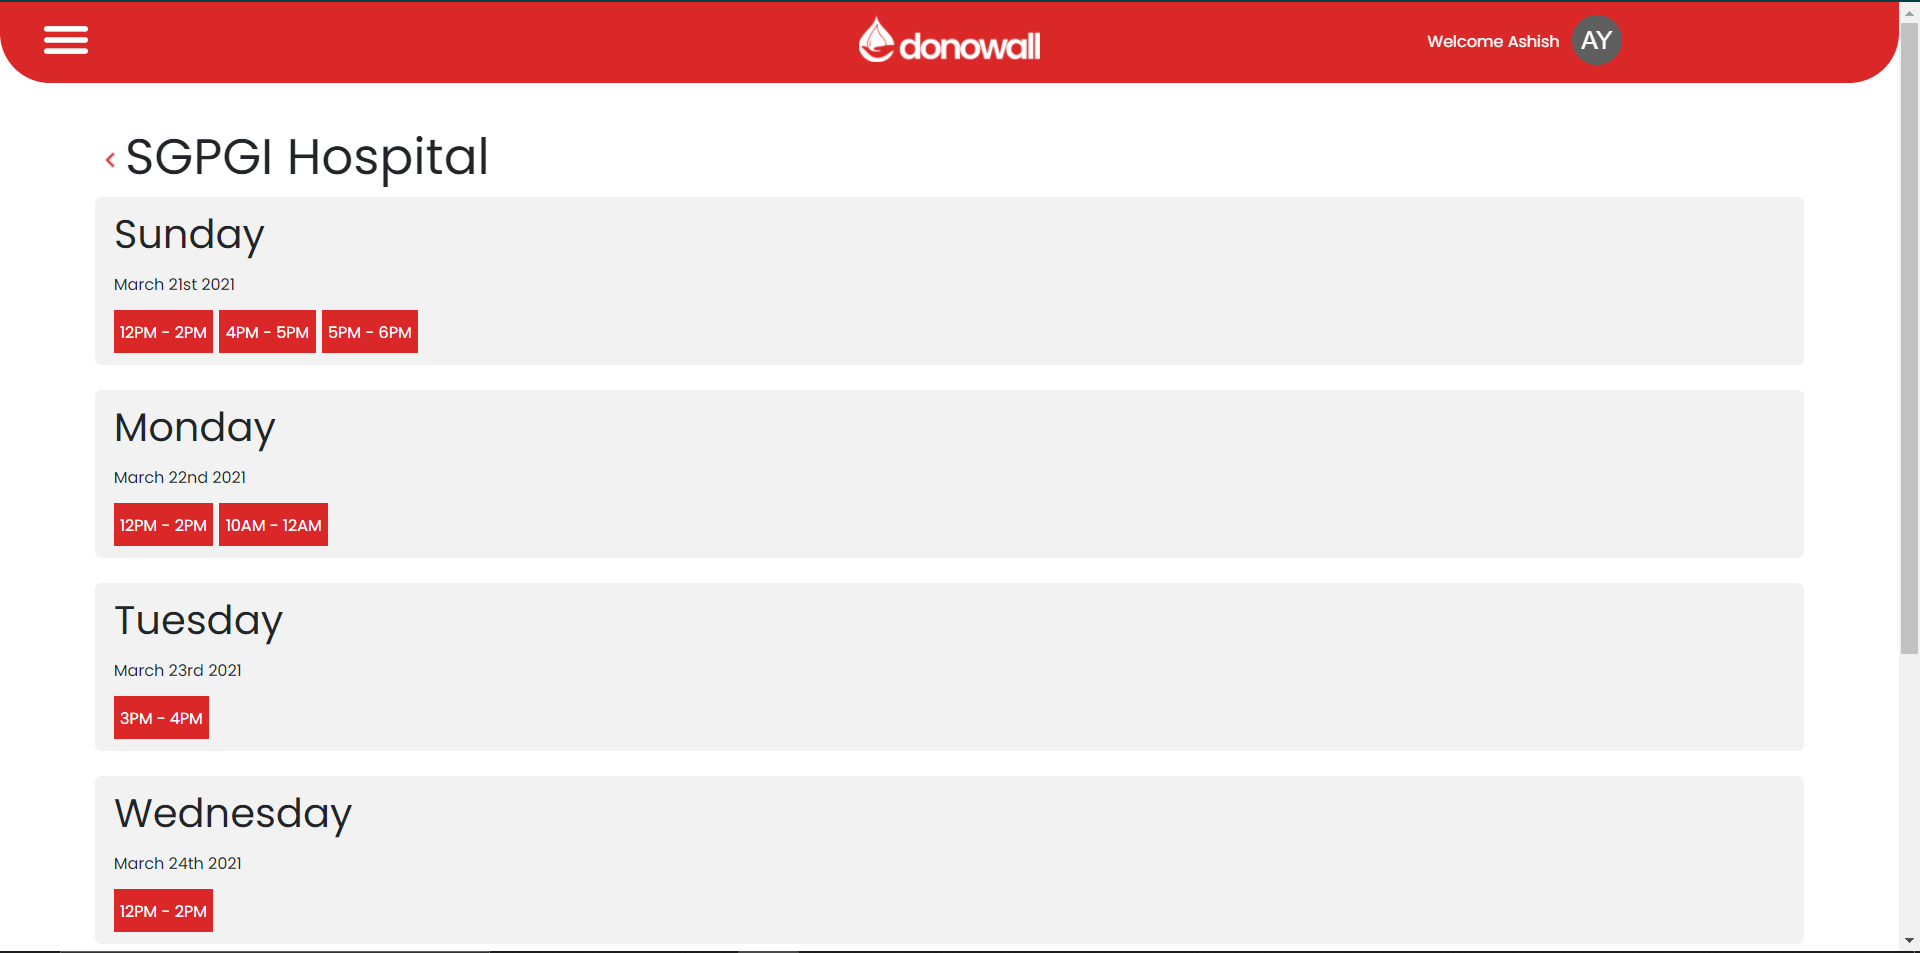 donowall
Welcome Ashish AY
SGPGI Hospital
Sunday
March 21st 2021
12PM - 2PM 4PM - 5PM 5PM - 6PM
Monday
March 22nd 2021
12PM - 2PM 10AM - 12AM
Tuesday
March 23rd 2021
3PM - 4PM
Wednesday
March 24th 2021
12PM - 2PM